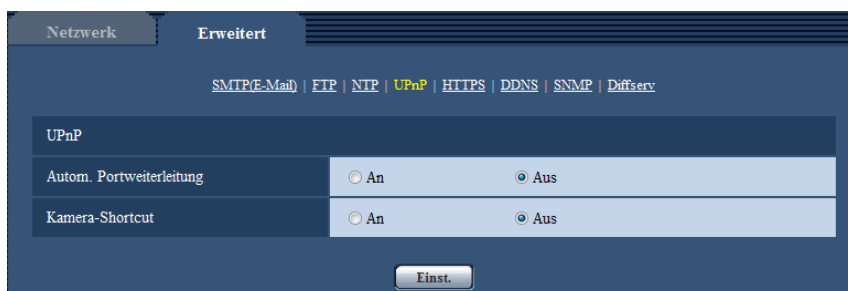 Netzwerk Erweitert
SMTP(E-Mail) | FTP | NTP | UPnP | HTTPS | DDNS | SNMP | Diffserv
UPnP
Autom. Portweiterleitung An Aus
Kamera-Shortcut An Aus
Einst.